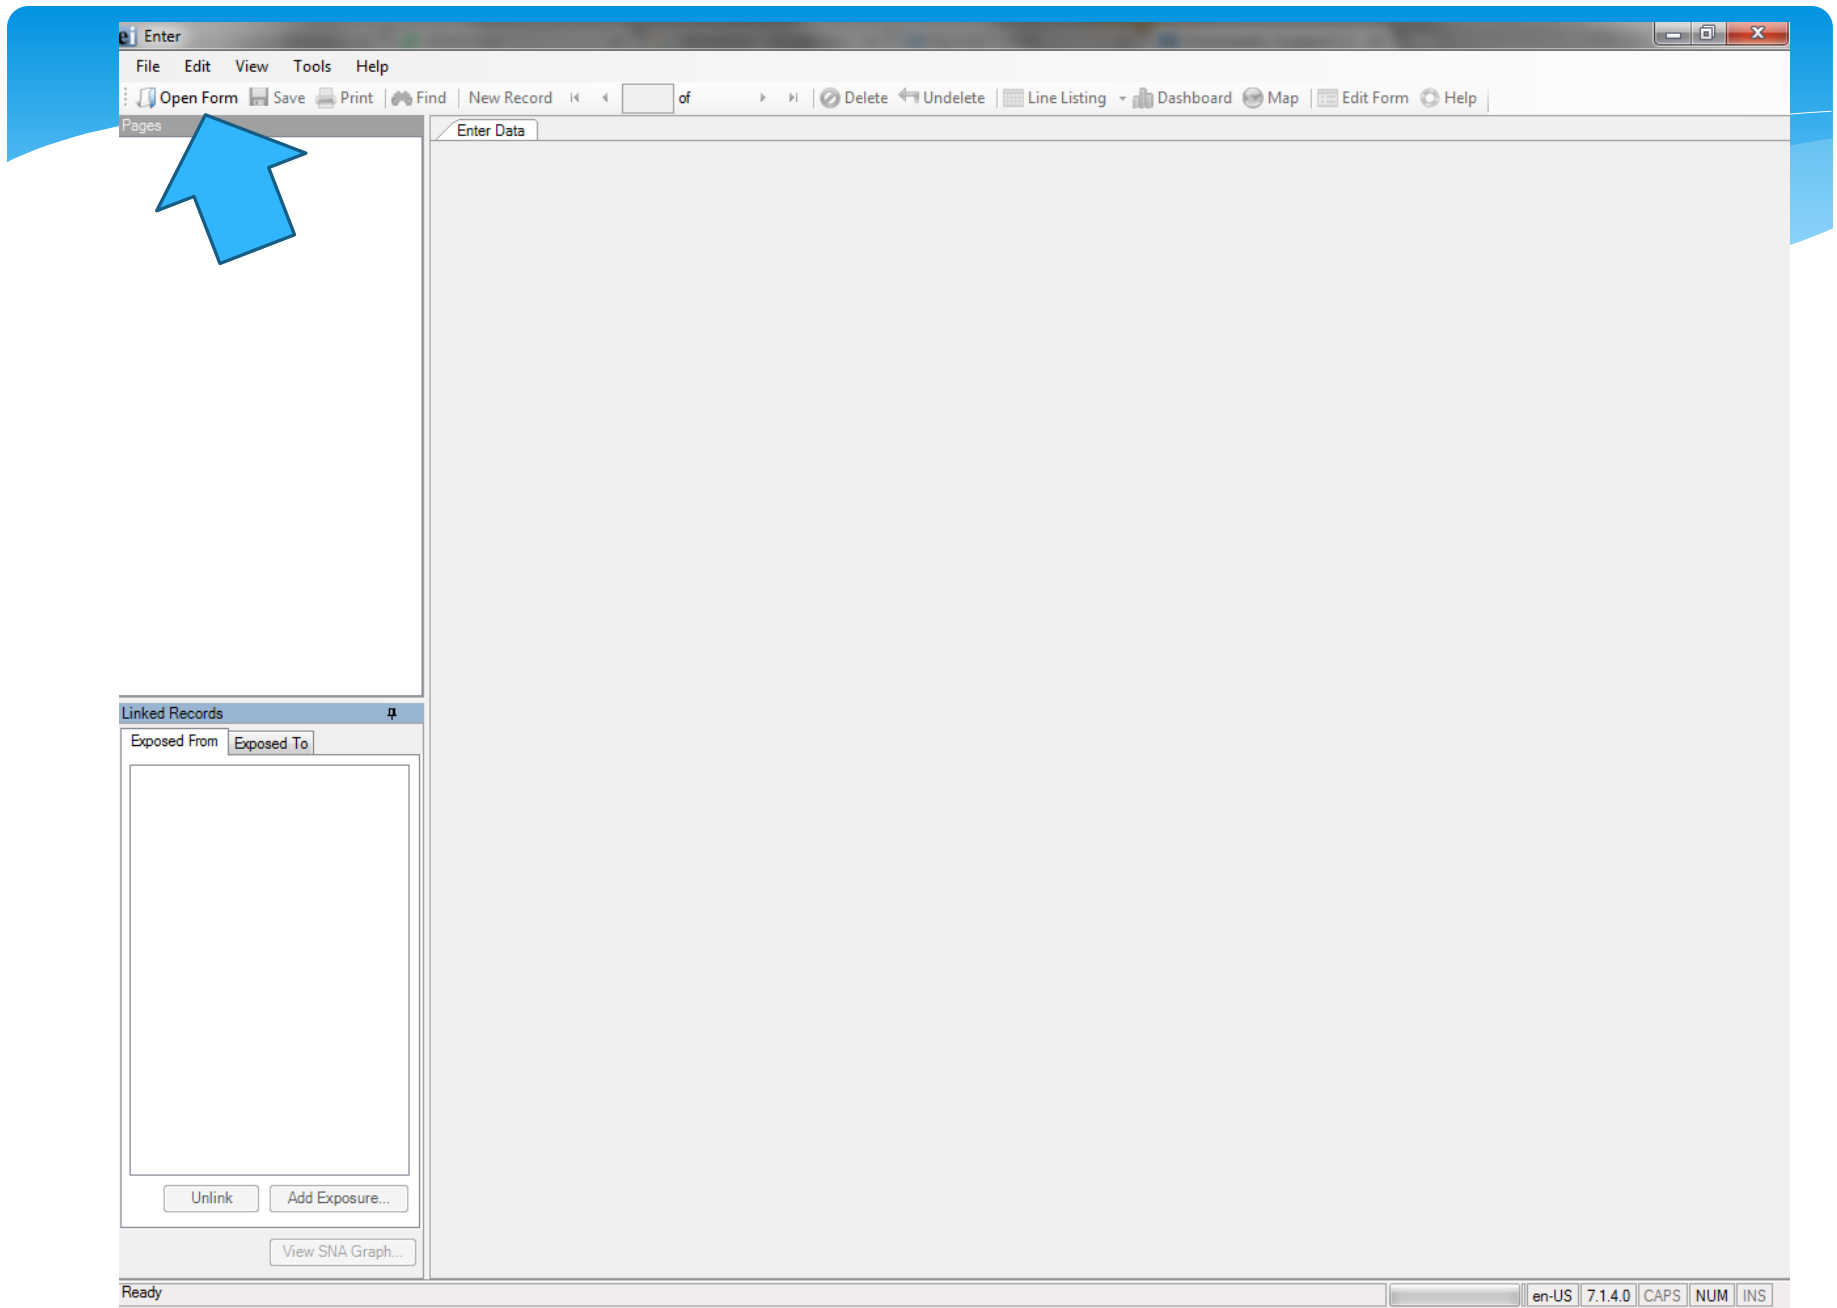 ei Enter
File Edit View Tools Help
Open Form Save Print Find New Record of Delete Undelete Line Listing Dashboard Map Edit Form Help
Pages
Enter Data
Linked Records
Exposed From Exposed To
Unlink Add Exposure...
View SNA Graph...
Ready en-US 7.1.4.0 CAPS NUM INS